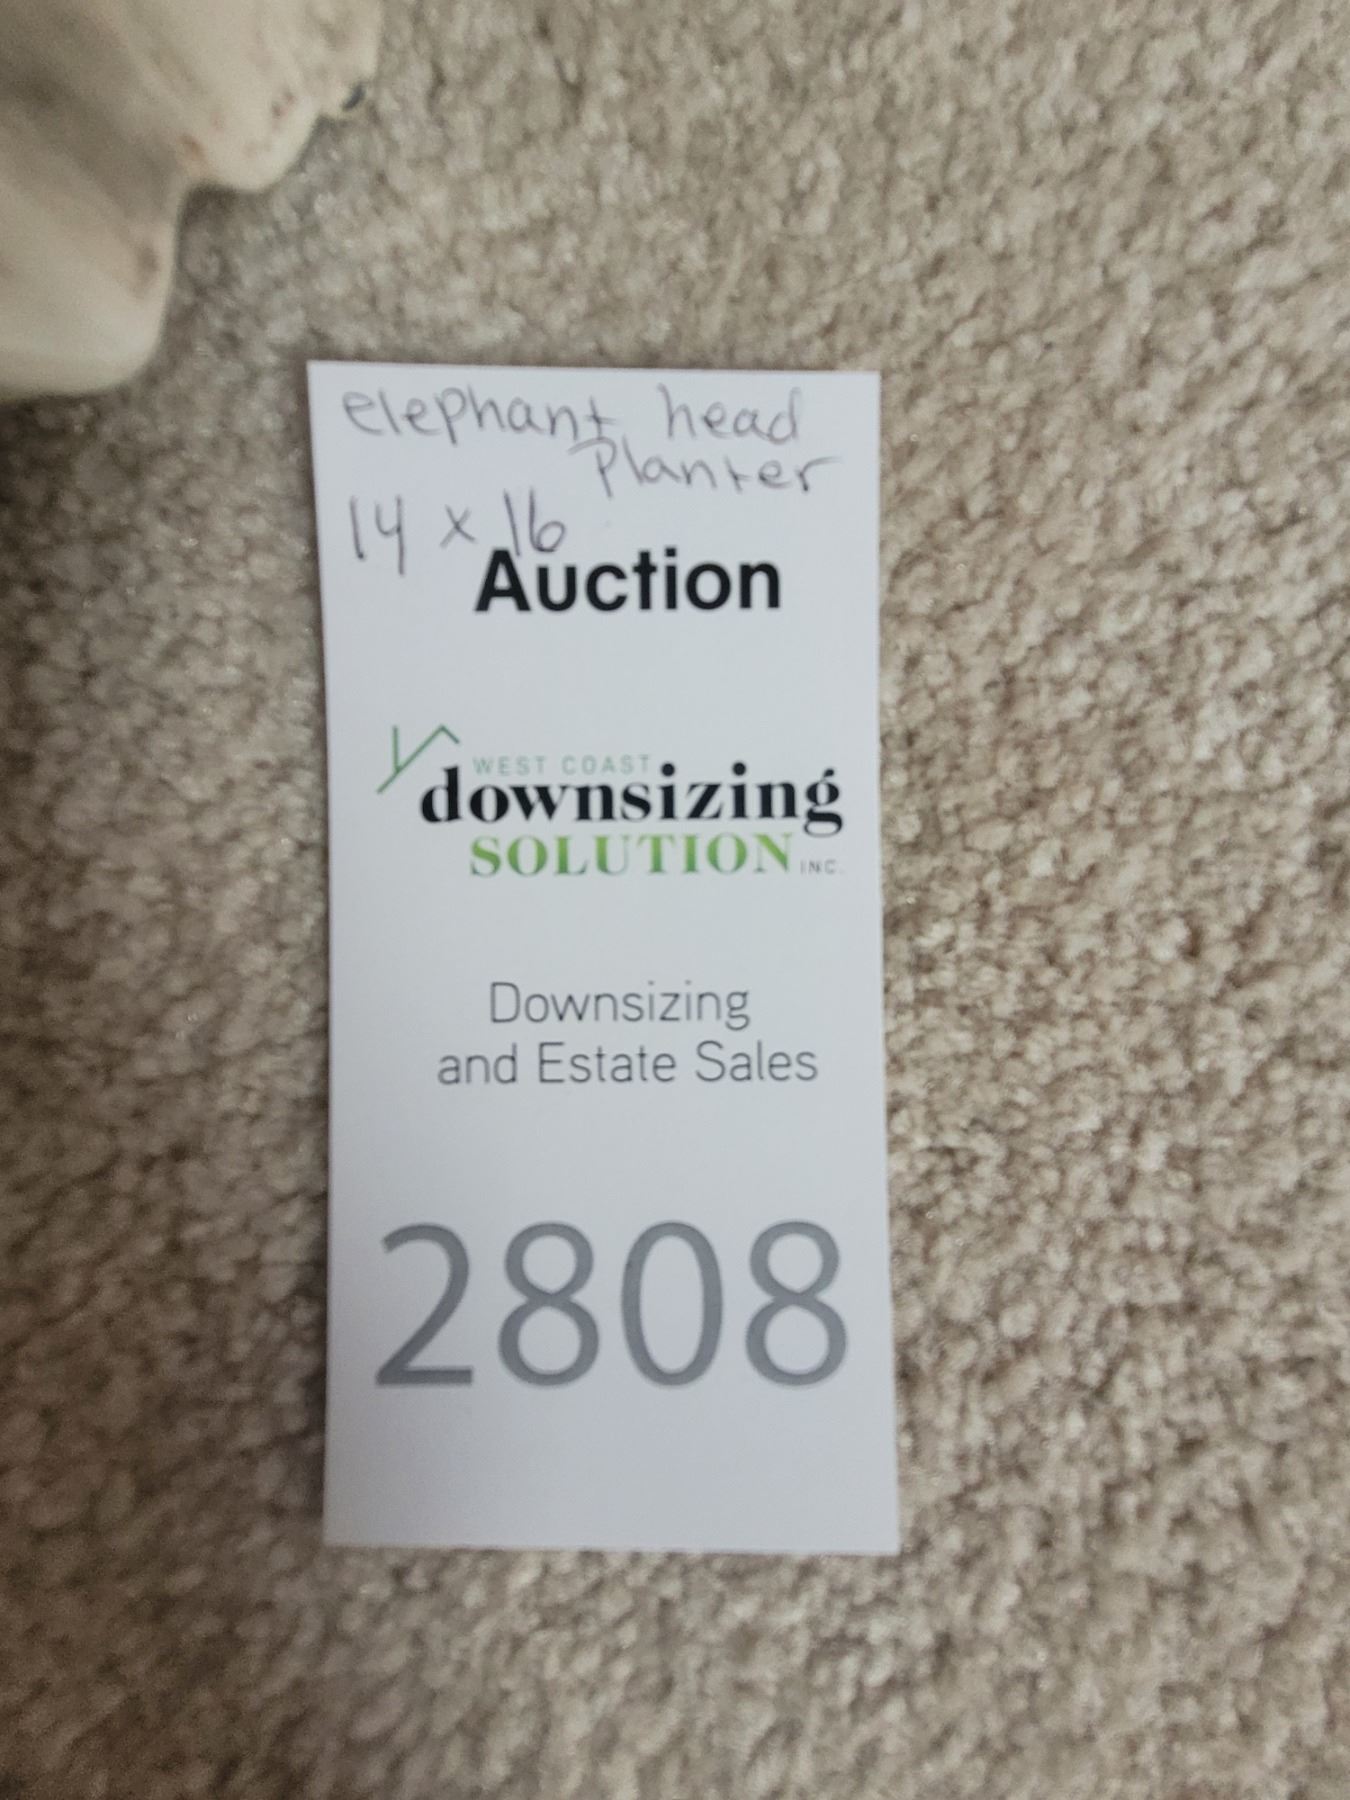 elephant head
Planter
14 x 16
Auction
WEST COAST
downsizing
SOLUTION INC.
Downsizing
and Estate Sales
2808